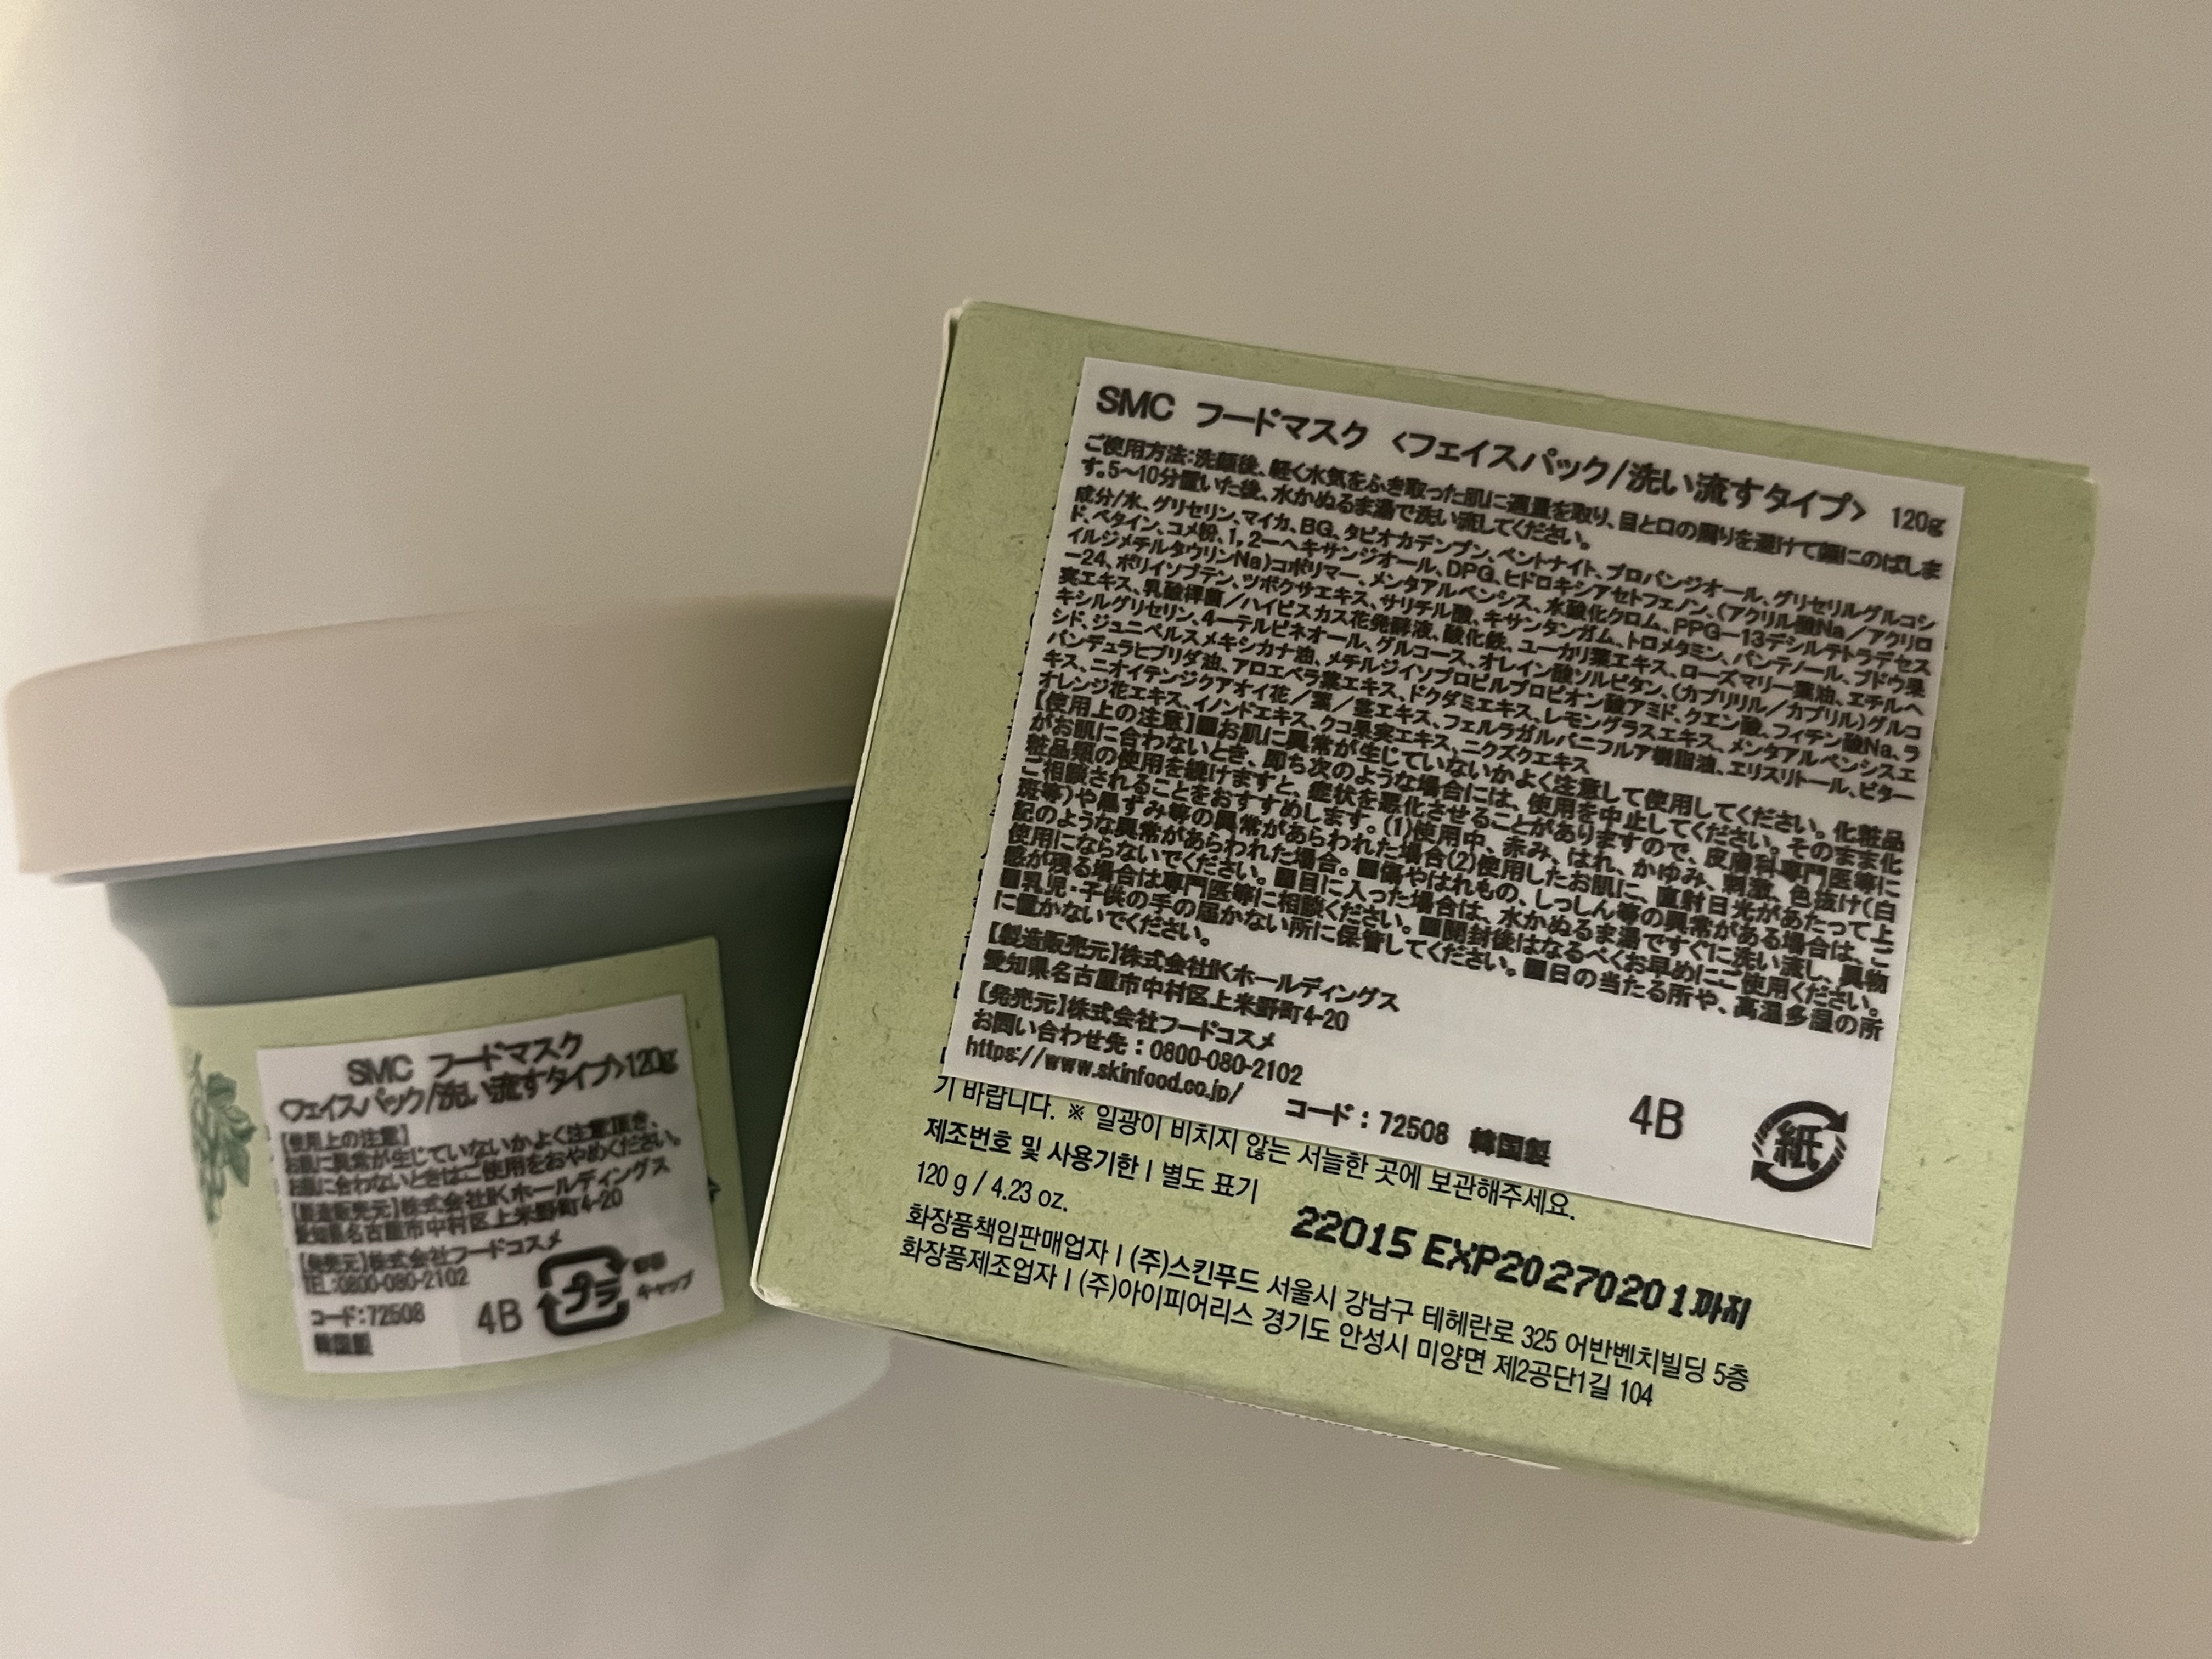 SMC フードマスク <フェイスパック/洗い流すタイプ> 120g
ご使用方法:洗顔後、軽く水気をふき取った肌に適量を取り、目と口の周りを避けて顔にのばしま
す。5〜10分置いた後、水かぬるま湯で洗い流してください。
成分/水、グリセリン、マイカ、BG、タピオカデンプン、ベントナイト、プロパンジオール、グリセリルグルコシ
ド、ベタイン、コメ粉、1,2-ヘキサンジオール、DPG、ヒドロキシアセトフェノン、(アクリル酸Na/アクリロ
イルジメチルタウリンNa)コポリマー、メンタアルベンシス、水酸化クロム、PPG-13デシルテトラデセス
-24、ポリイソブテン、ツボクサエキス、サリチル酸、キサンタンガム、トロメタミン、パンテノール、ブドウ果
実エキス、乳酸桿菌/ハイビスカス花発酵液、酸化鉄、ユーカリ葉エキス、ローズマリー葉油、エチルヘ
キシルグリセリン、4-テルピネオール、グルコース、オレイン酸ソルビタン、(カプリリル/カプリル)グルコ
シド、ジュニペルスメキシカナ油、メチルジイソプロピルプロピオン酸アミド、クエン酸、フィチン酸Na、ラ
バンデュラヒブリダ油、アロエベラ葉エキス、ドクダミエキス、レモングラスエキス、メンタアルベンシスエ
キス、ニオイテンジクアオイ花/葉/茎エキス、フェルラガルバニフルア樹脂油、エリスリトール、ビター
オレンジ花エキス、イノンドエキス、クコ果実エキス、ニクズクエキス
【使用上の注意】■お肌に異常が生じていないかよく注意して使用してください。化粧品
がお肌に合わないとき、即ち次のような場合には、使用を中止してください。そのまま化
粧品類の使用を続けますと、症状を悪化させることがありますので、皮膚科専門医等に
ご相談されることをおすすめします。(1)使用中、赤み、はれ、かゆみ、刺激、色抜け(白
斑等)や黒ずみ等の異常があらわれた場合(2)使用したお肌に、直射日光があたって上
記のような異常があらわれた場合。■傷やはれもの、しっしん等の異常がある場合は、ご
使用にならないでください。■目に入った場合は、水かぬるま湯ですぐに洗い流し、異物
感が残る場合は専門医等に相談ください。■開封後はなるべくお早めにご使用ください。
■乳児・子供の手の届かない所に保管してください。■日の当たる所や、高温多湿の所
に置かないでください。
【製造販売元】株式会社IKホールディングス
愛知県名古屋市中村区上米野町4-20
【発売元】株式会社フードコスメ
お問い合わせ先:0800-080-2102
https://www.skinfood.co.jp/
コード:72508 韓国製 4B 紙
기 바랍니다. ※ 일광이 비치지 않는 서늘한 곳에 보관해주세요.
제조번호 및 사용기한 | 별도 표기
120 g / 4.23 oz.
22015 EXP20270201까지
화장품책임판매업자 | (주)스킨푸드 서울시 강남구 테헤란로 325 어반벤치빌딩 5층
화장품제조업자 | (주)아이피어리스 경기도 안성시 미양면 제2공단1길 104
SMC フードマスク
<フェイスパック/洗い流すタイプ>120g
【使用上の注意】
お肌に異常が生じていないかよく注意頂き、
お肌に合わないときはご使用をおやめください。
【製造販売元】株式会社IKホールディングス
愛知県名古屋市中村区上米野町4-20
【発売元】株式会社フードコスメ
TEL:0800-080-2102
コード:72508
韓国製
4B プラ
容器
キャップ